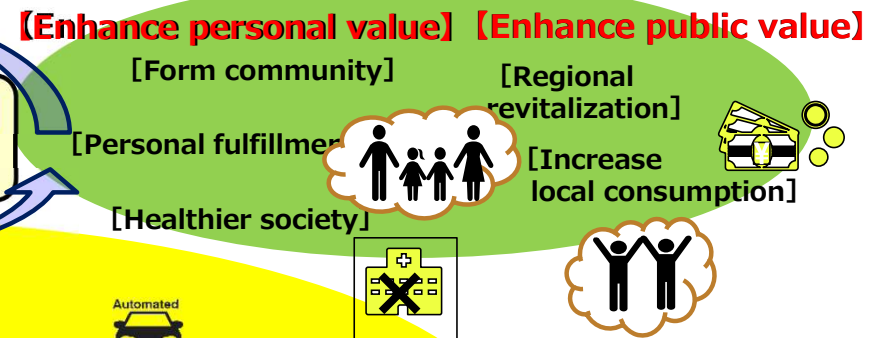 【Enhance personal value】【Enhance public value】
[Form community]
[Regional
revitalization]
[Personal fulfillmen
[Increase
local consumption]
[Healthier society]
¥
Automated